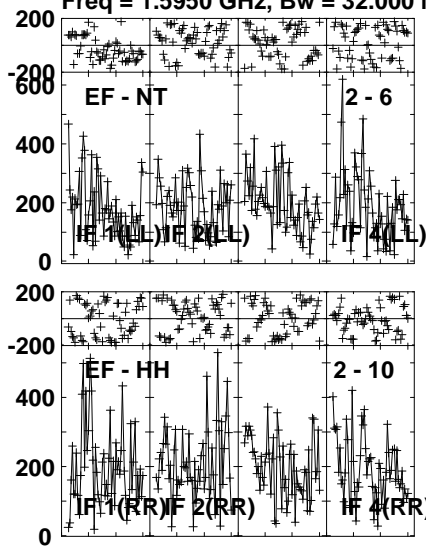 Freq = 1.5950 GHz, Bw = 32.000
200
-200
600
EF - NT 2 - 6
400
200
IF 1(LL) IF 2(LL) IF 4(LL)
0
200
-200
EF - HH 2 - 10
400
200
IF 1(RR) IF 2(RR) IF 4(RR)
0